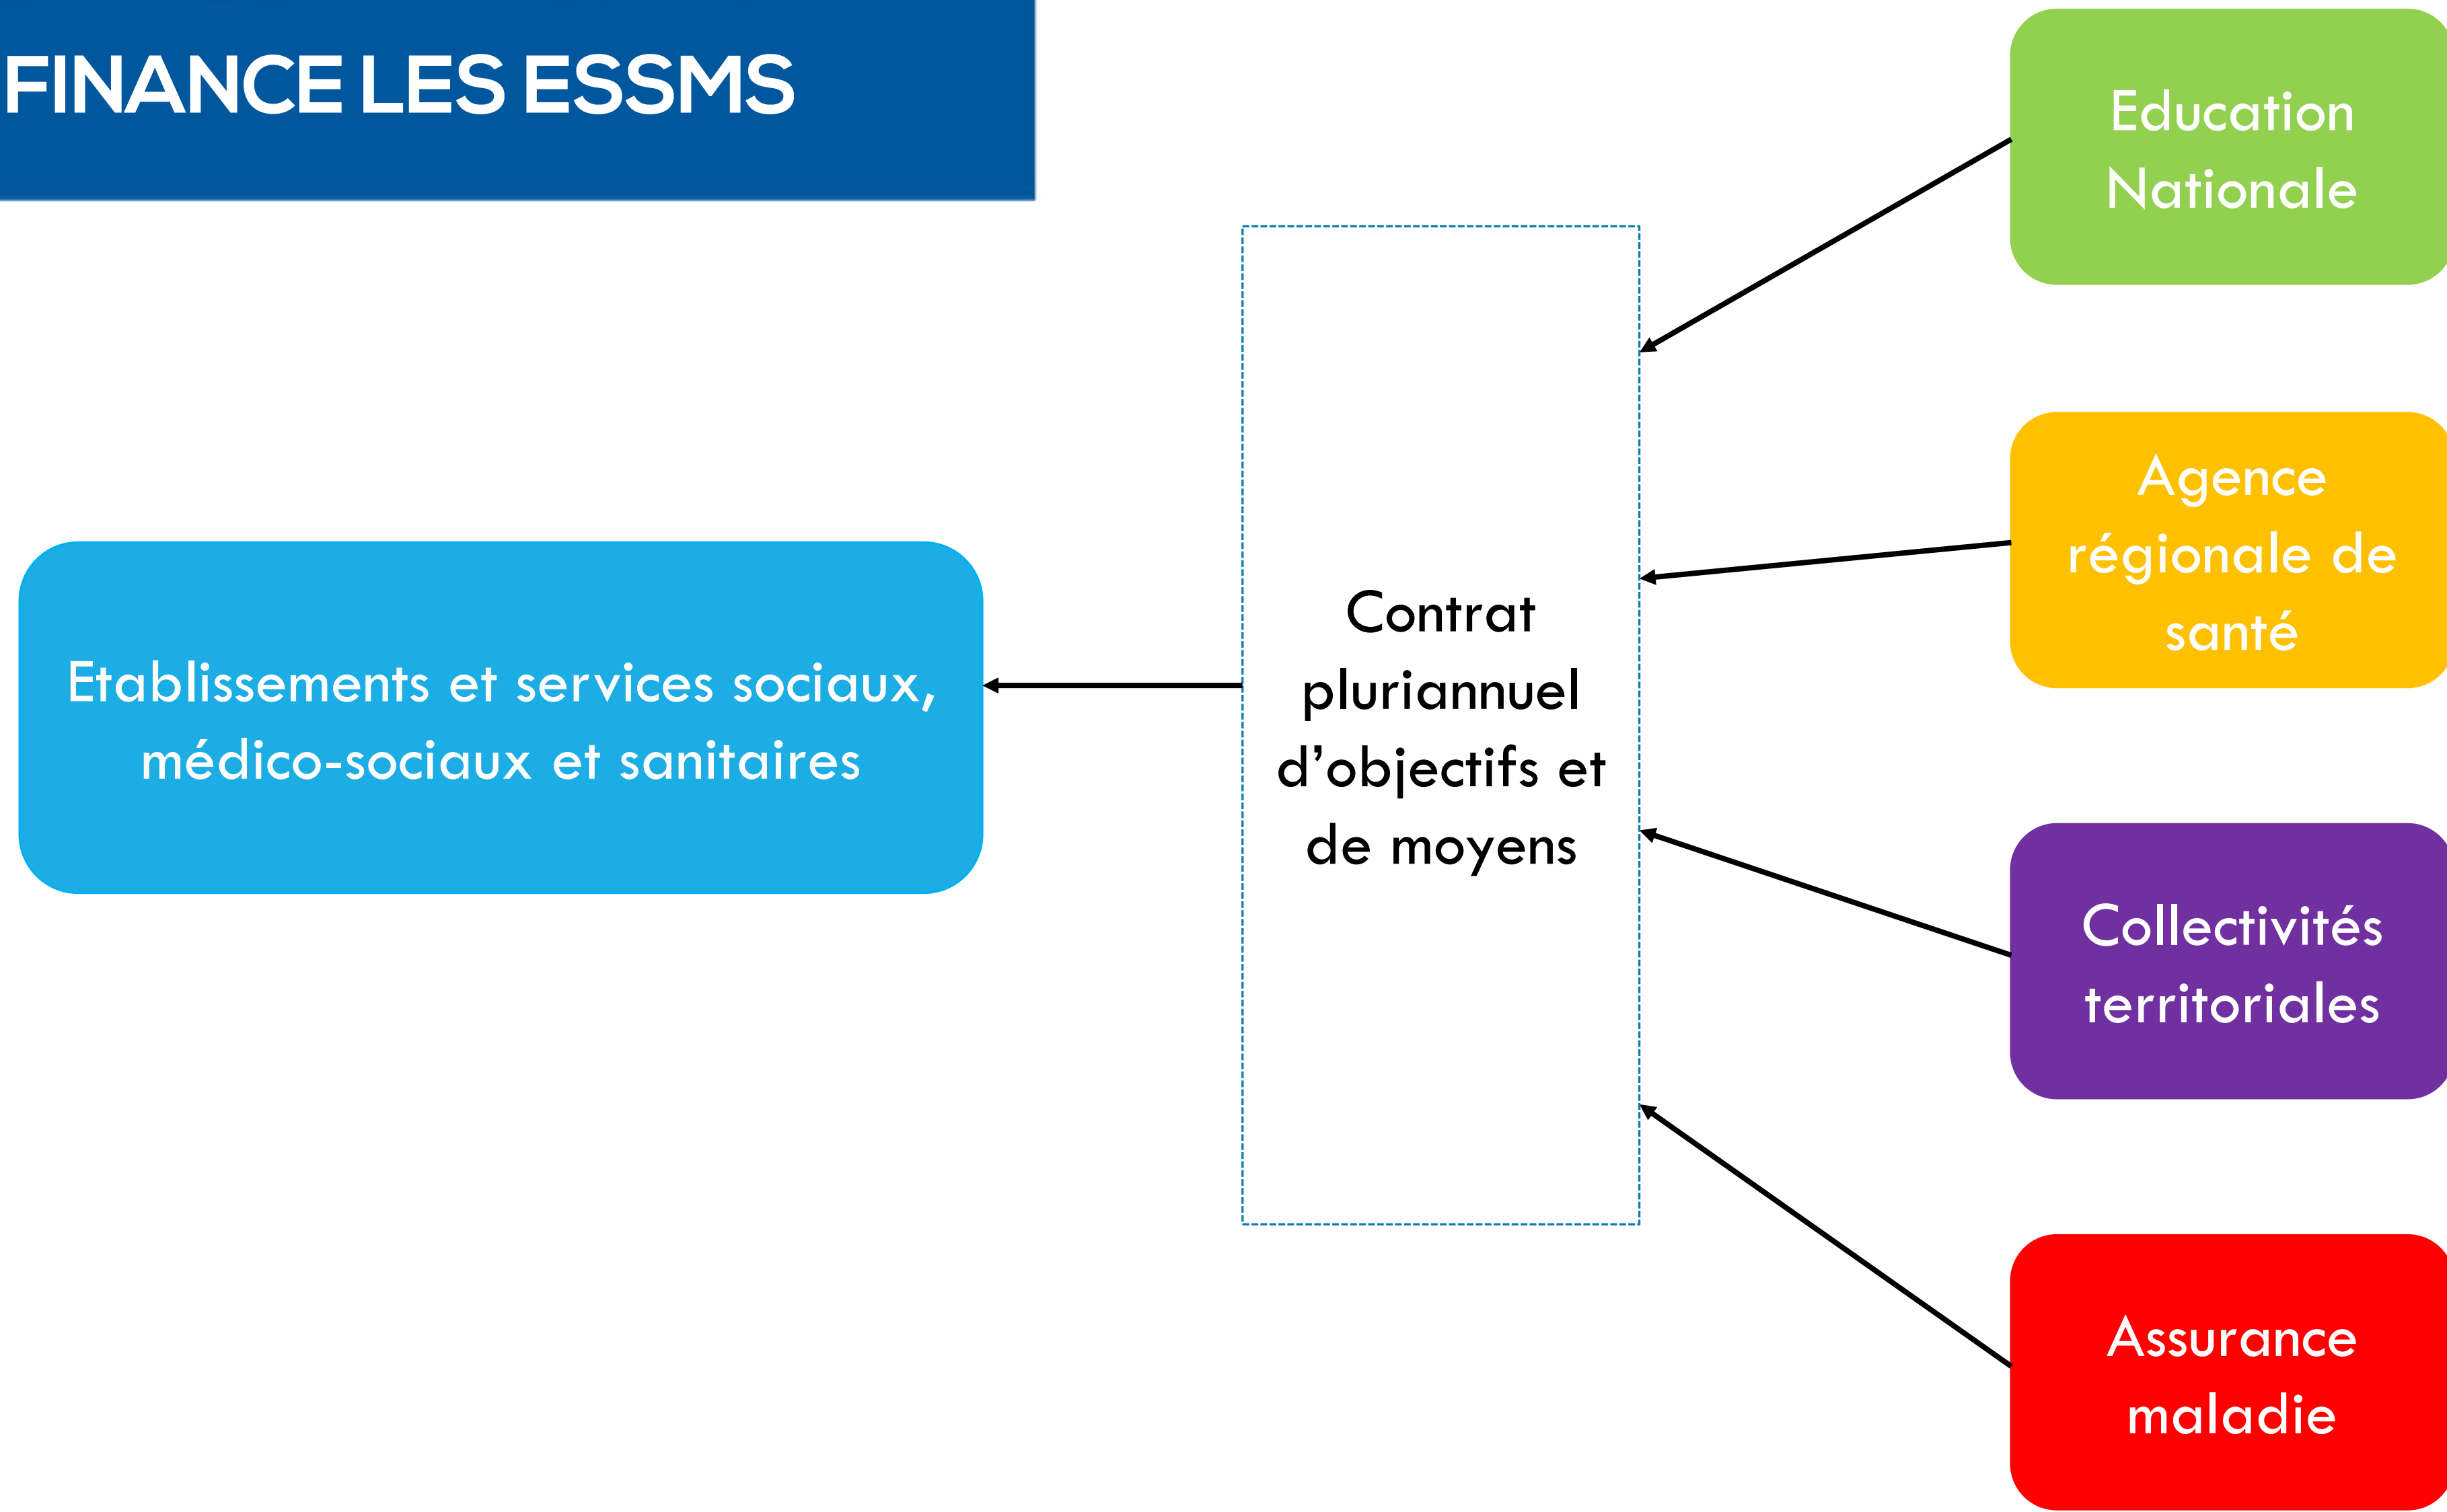 FINANCE LES ESSMS
Education
Nationale
Agence
régionale de
santé
Contrat
pluriannuel
d’objectifs et
de moyens
Etablissements et services sociaux,
médico-sociaux et sanitaires
Collectivités
territoriales
Assurance
maladie